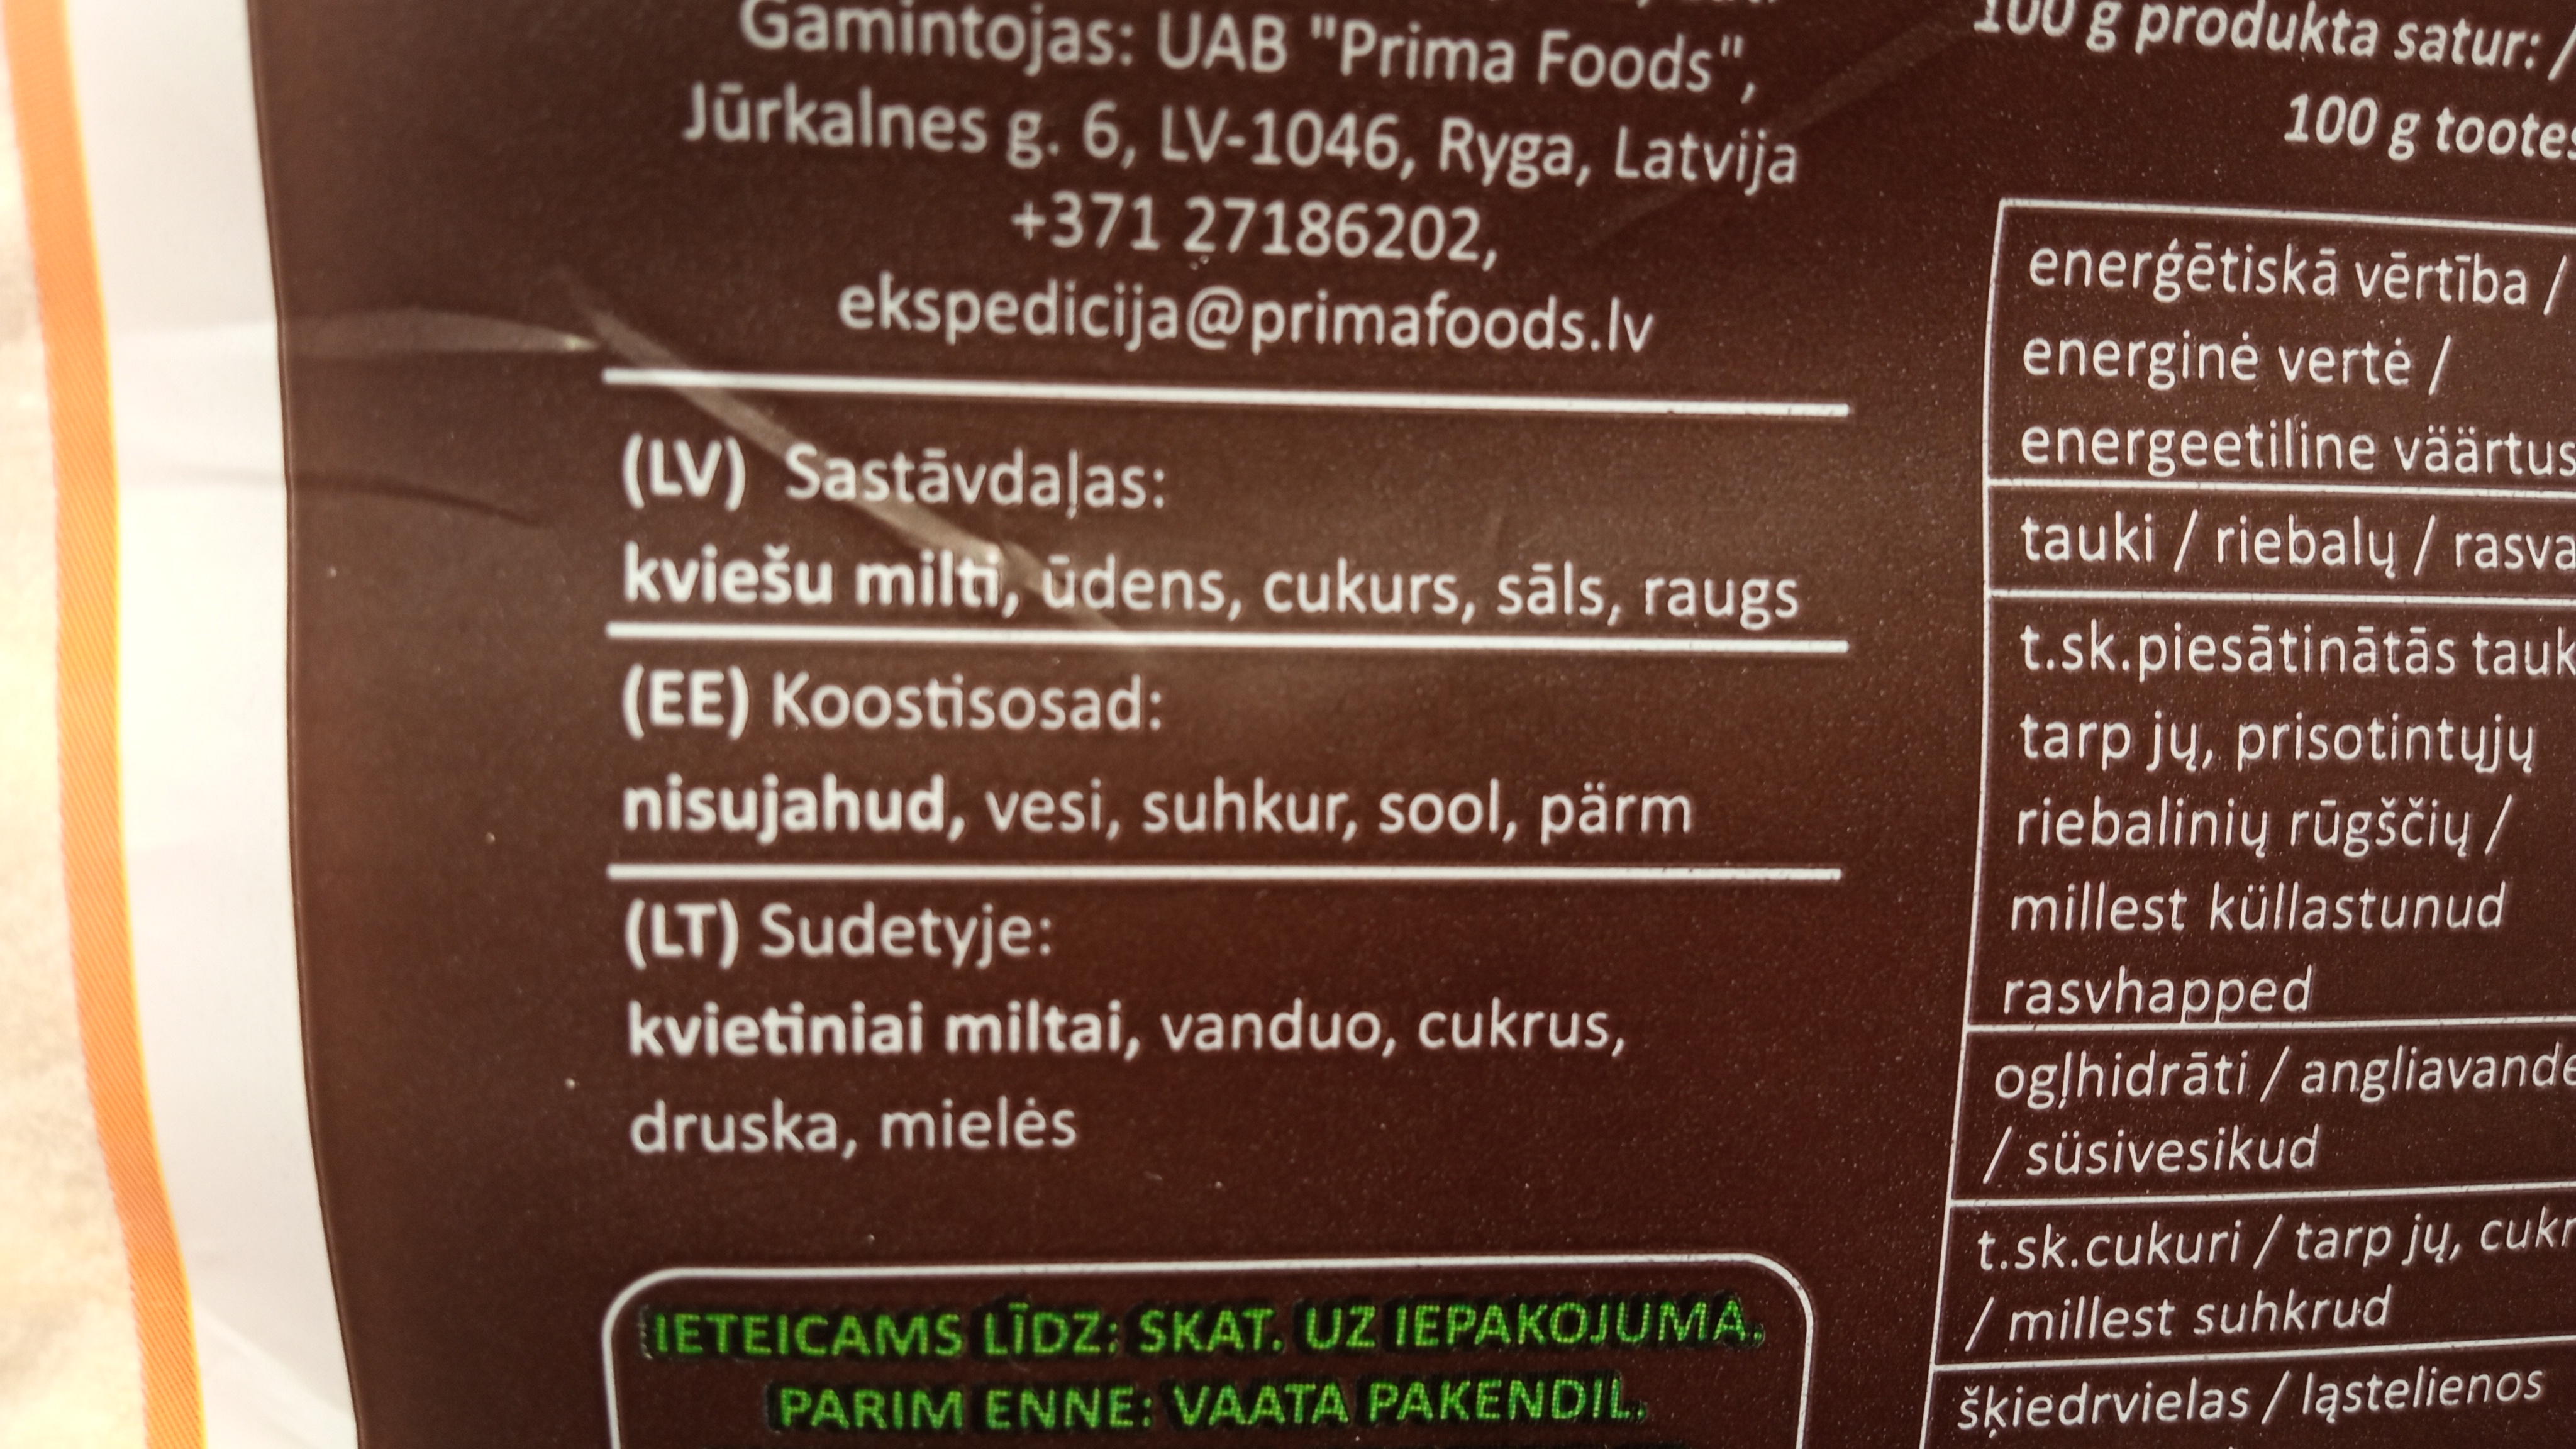 Gamintojas: UAB "Prima Foods",
Jūrkalnes g. 6, LV-1046, Ryga, Latvija
+371 27186202,
ekspedicija@primafoods.lv
(LV) Sastāvdaļas:
kviešu milti, ūdens, cukurs, sāls, raugs
(EE) Koostisosad:
nisujahud, vesi, suhkur, sool, pärm
(LT) Sudetyje:
kvietiniai miltai, vanduo, cukrus,
druska, mielės
IETEICAMS LĪDZ: SKAT. UZ IEPAKOJUMA.
PARIM ENNE: VAATA PAKENDIL.
100 g produkta satur: /
100 g
enerģētiskā vērtība /
energinė vertė /
energeetiline väärtus
tauki / riebalų / rasva
t.sk.piesātinātās
tarp jų, prisotintųjų
riebalinių rūgščių /
millest küllastunud
rasvhapped
ogļhidrāti /
/ süsivesikud
t.sk.cukuri / tarp jų,
/ millest suhkrud
šķiedrvielas / ląstelienos